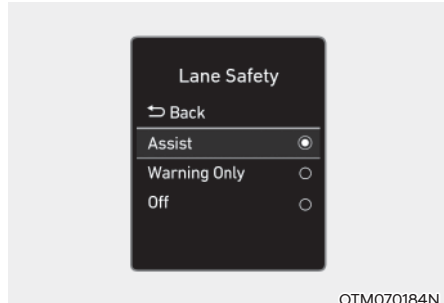 Lane Safety
Back
Assist
Warning Only
Off
OTM070184N